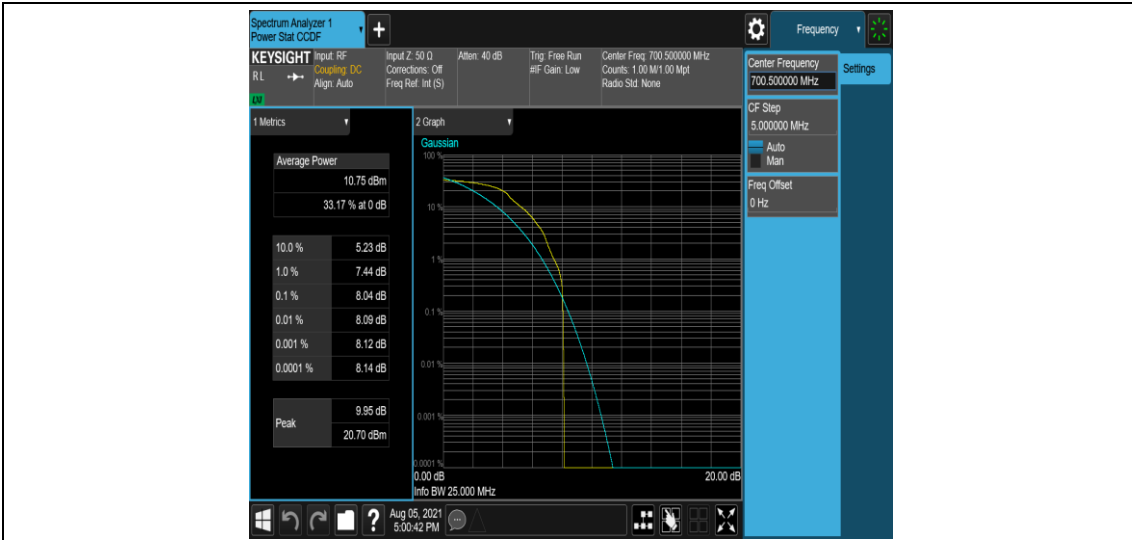 Spectrum Analyzer 1
Power Stat CCDF
+
Frequency
KEYSIGHT
RL
LXI
Input: RF
Coupling: DC
Align: Auto
Input Z: 50 Ω
Corrections: Off
Freq Ref: Int (S)
Atten: 40 dB
Trig: Free Run
#IF Gain: Low
Center Freq: 700.500000 MHz
Counts: 1.00 M/1.00 Mpt
Radio Std: None
Center Frequency
700.500000 MHz
Settings
CF Step
5.000000 MHz
Auto
Man
Freq Offset
0 Hz
1 Metrics
Average Power
10.75 dBm
33.17 % at 0 dB
10.0 % 5.23 dB
1.0 % 7.44 dB
0.1 % 8.04 dB
0.01 % 8.09 dB
0.001 % 8.12 dB
0.0001 % 8.14 dB
Peak
9.95 dB
20.70 dBm
2 Graph
Gaussian
100 %
10 %
1 %
0.1 %
0.01 %
0.001 %
0.0001 %
0.00 dB 20.00 dB
Info BW 25.000 MHz
?
Aug 05, 2021
5:00:42 PM